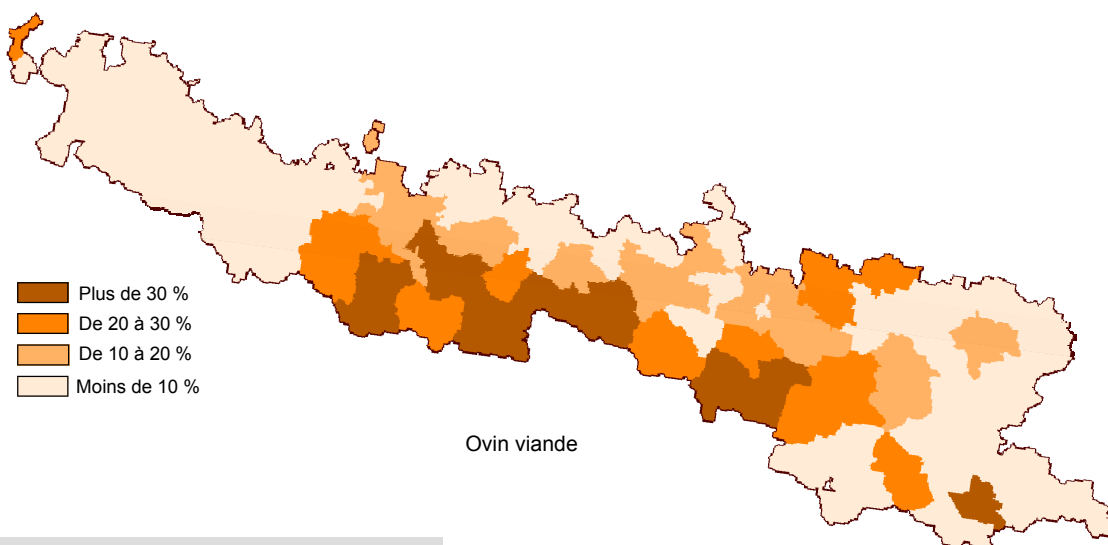 Plus de 30 %
De 20 à 30 %
De 10 à 20 %
Moins de 10 %
Ovin viande